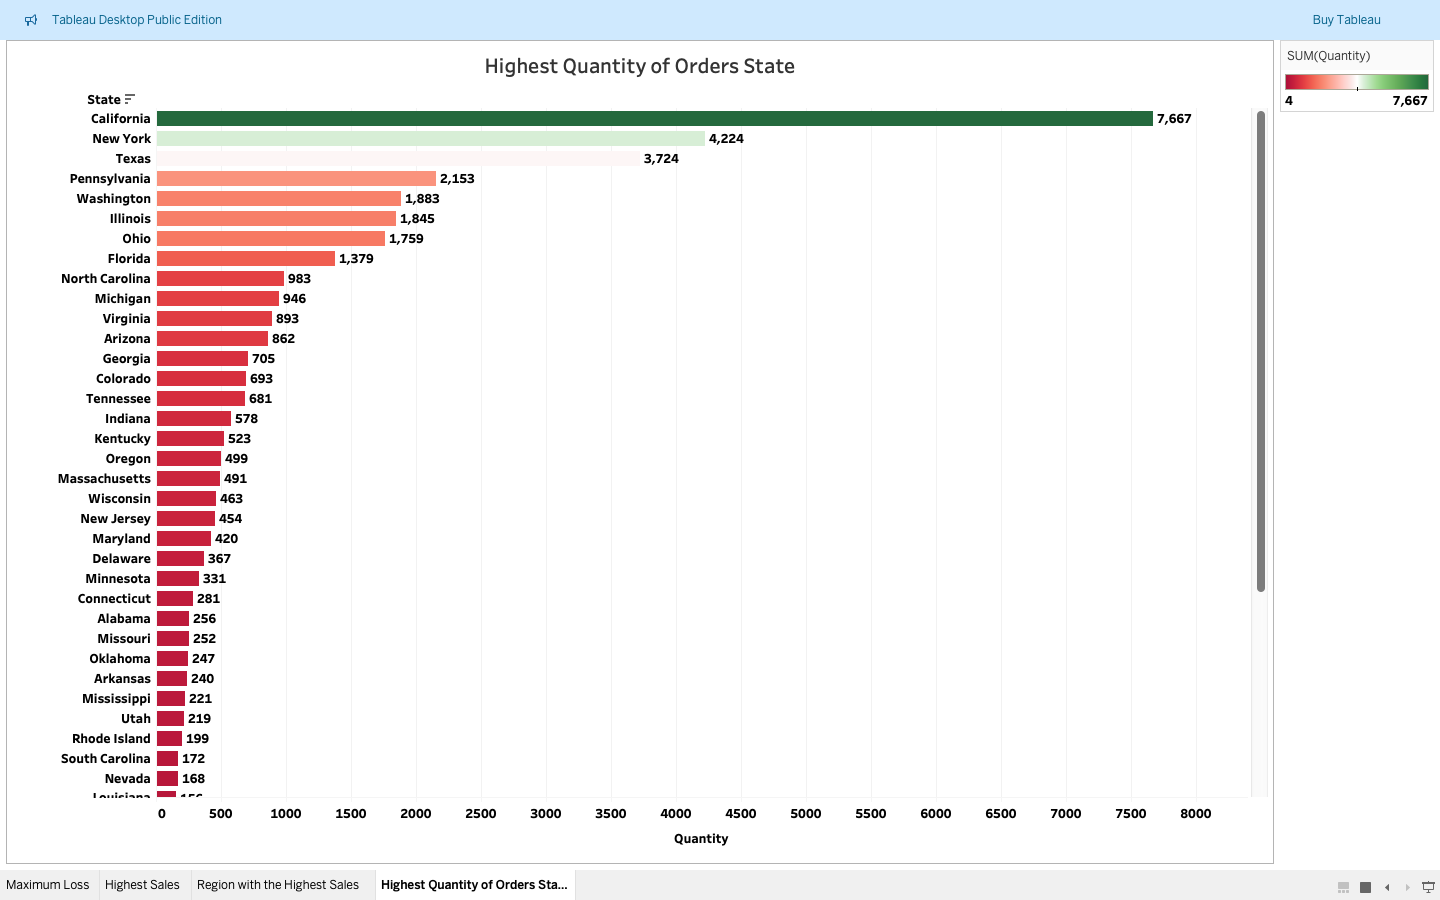 Tableau Desktop Public Edition
Buy Tableau
Highest Quantity of Orders State
SUM(Quantity)
4 7,667
State
California 7,667
New York 4,224
Texas 3,724
Pennsylvania 2,153
Washington 1,883
Illinois 1,845
Ohio 1,759
Florida 1,379
North Carolina 983
Michigan 946
Virginia 893
Arizona 862
Georgia 705
Colorado 693
Tennessee 681
Indiana 578
Kentucky 523
Oregon 499
Massachusetts 491
Wisconsin 463
New Jersey 454
Maryland 420
Delaware 367
Minnesota 331
Connecticut 281
Alabama 256
Missouri 252
Oklahoma 247
Arkansas 240
Mississippi 221
Utah 219
Rhode Island 199
South Carolina 172
Nevada 168
Louisiana 156
0 500 1000 1500 2000 2500 3000 3500 4000 4500 5000 5500 6000 6500 7000 7500 8000
Quantity
Maximum Loss Highest Sales Region with the Highest Sales Highest Quantity of Orders Sta...